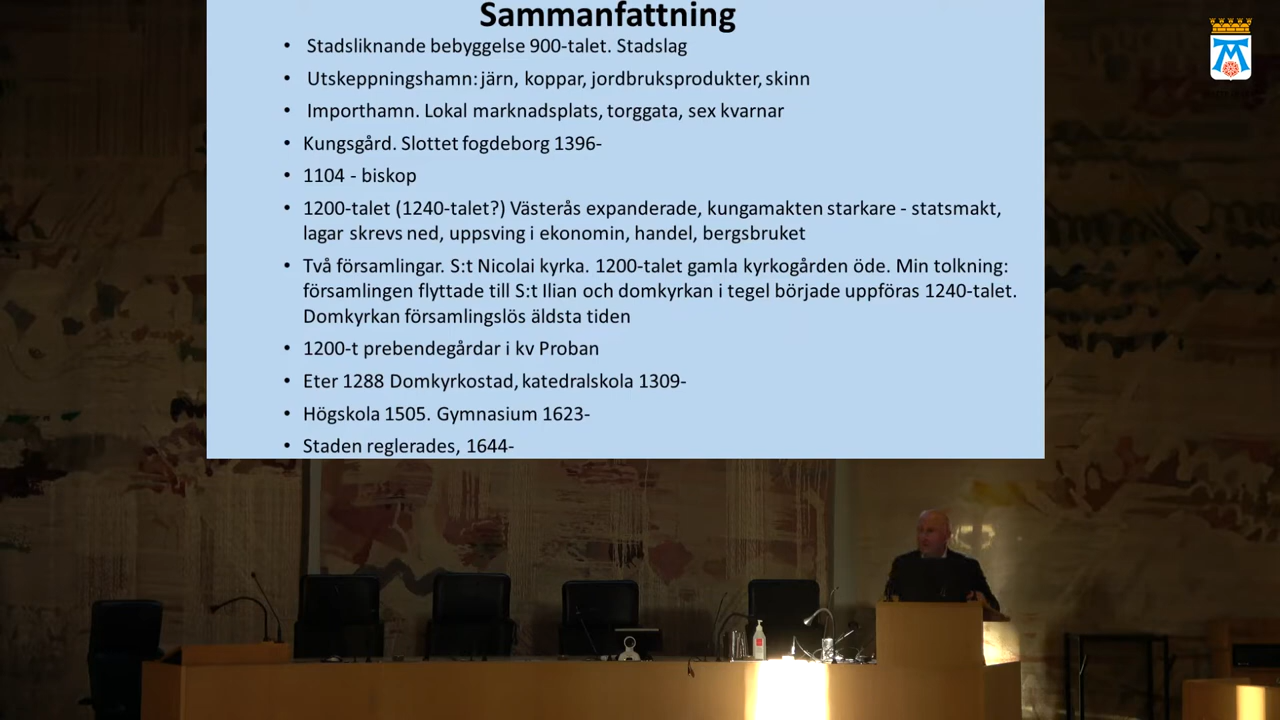 Sammanfattning
• Stadsliknande bebyggelse 900-talet. Stadslag
• Utskeppningshamn: järn, koppar, jordbruksprodukter, skinn
• Importhamn. Lokal marknadsplats, torggata, sex kvarnar
• Kungsgård. Slottet fogdeborg 1396-
• 1104 - biskop
• 1200-talet (1240-talet?) Västerås expanderade, kungamakten starkare - statsmakt,
lagar skrevs ned, uppsving i ekonomin, handel, bergsbruket
• Två församlingar. S:t Nicolai kyrka. 1200-talet gamla kyrkogården öde. Min tolkning:
församlingen flyttade till S:t Ilian och domkyrkan i tegel började uppföras 1240-talet.
Domkyrkan församlingslös äldsta tiden
• 1200-t prebendegårdar i kv Proban
• Eter 1288 Domkyrkostad, katedralskola 1309-
• Högskola 1505. Gymnasium 1623-
• Staden reglerades, 1644-